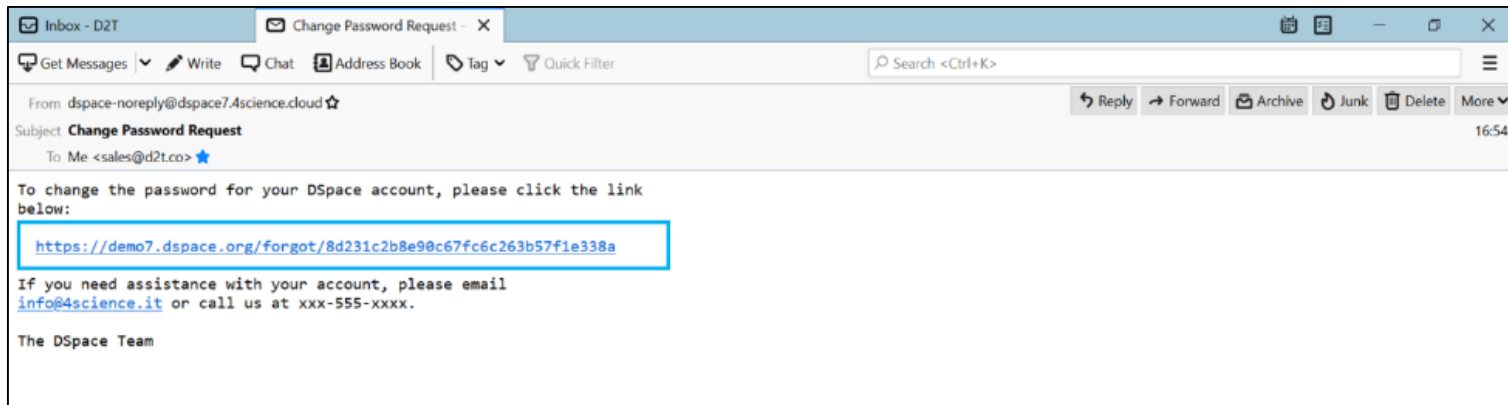 Inbox - D2T
Change Password Request -
Get Messages Write Chat Address Book Tag Quick Filter Search <Ctrl+K>
From dspace-noreply@dspace7.4science.cloud Reply Forward Archive Junk Delete More
Subject Change Password Request 16:54
To Me <sales@d2t.co>
To change the password for your DSpace account, please click the link
below:
https://demo7.dspace.org/forgot/8d231c2b8e90c67fc6c263b57f1e338a
If you need assistance with your account, please email
info@4science.it or call us at xxx-555-xxxx.
The DSpace Team